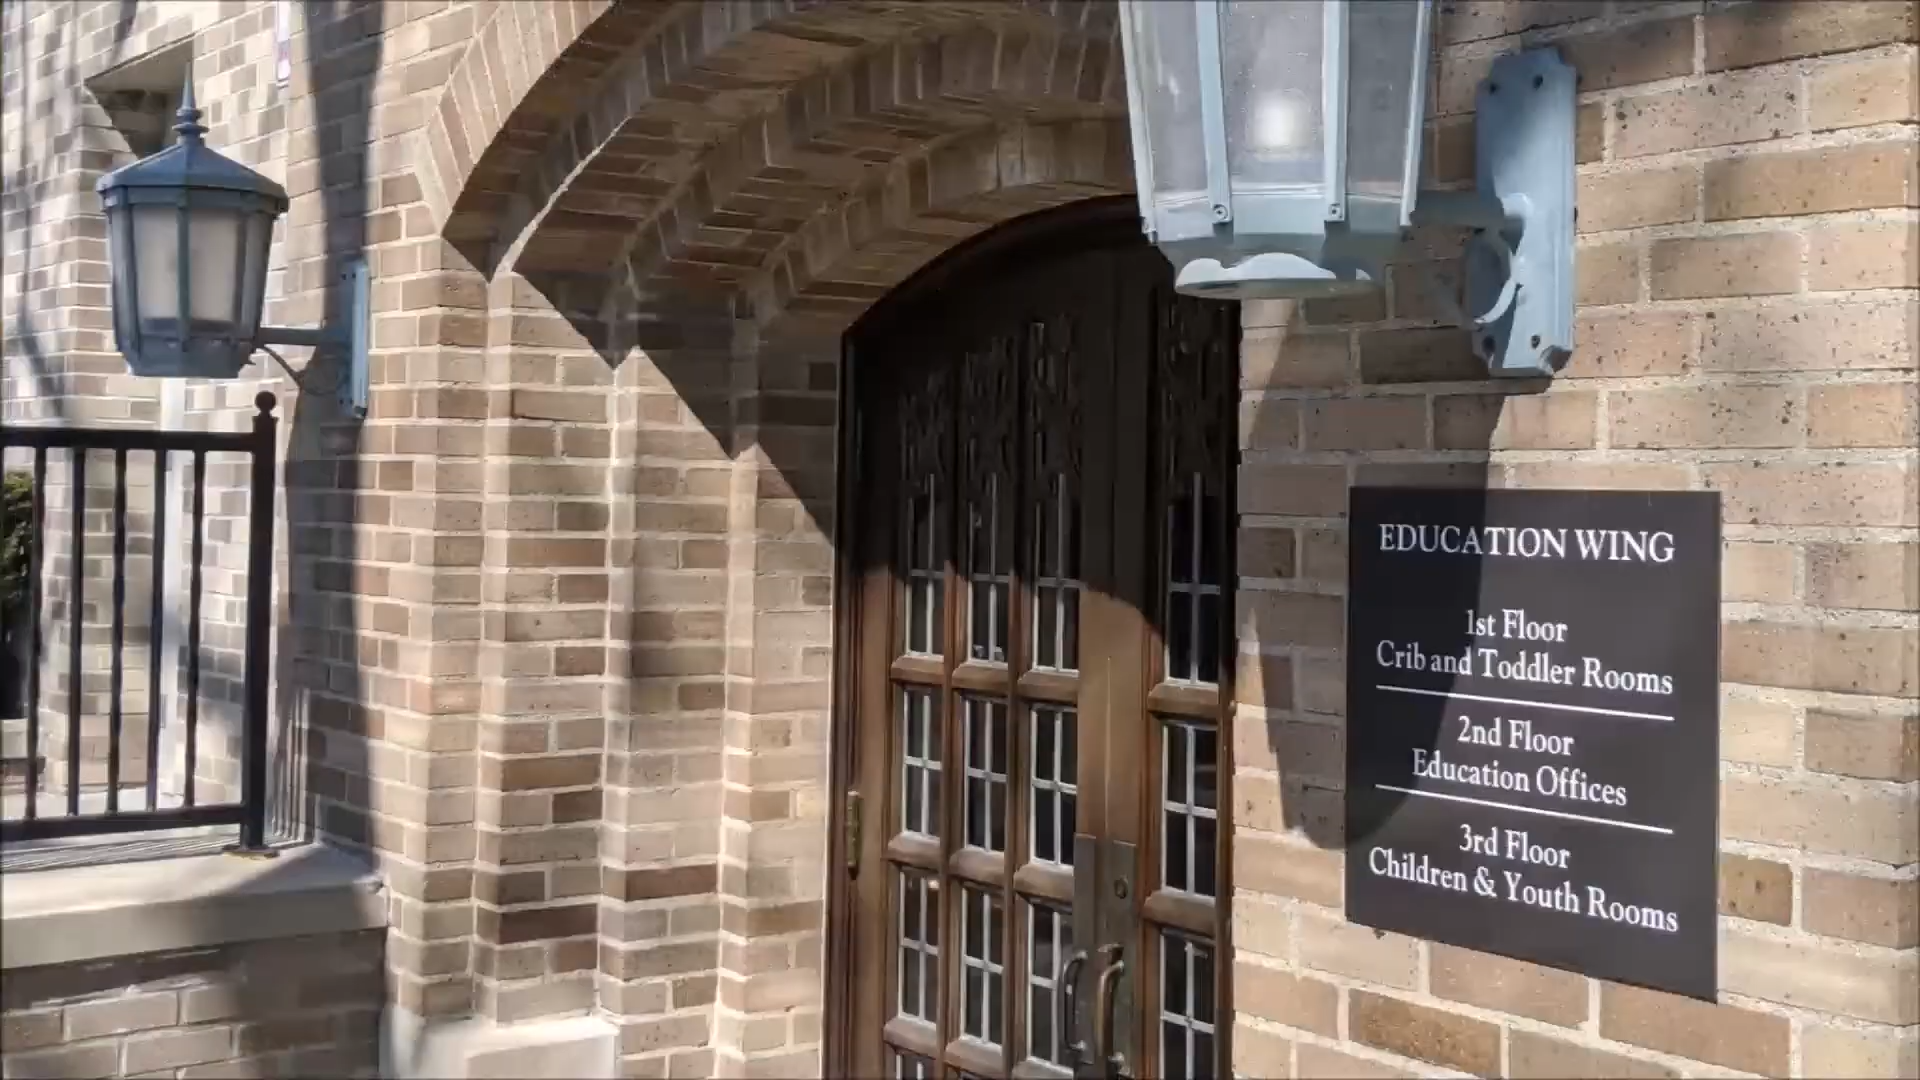 EDUCATION WING
1st Floor
Crib and Toddler Rooms
2nd Floor
Education Offices
3rd Floor
Children & Youth Rooms